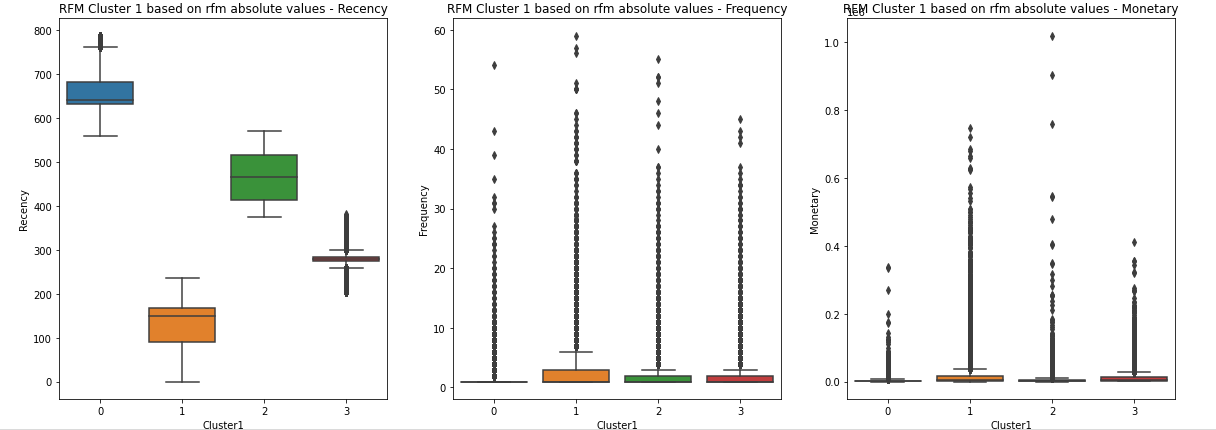 RFM Cluster 1 based on rfm absolute values - Recency
800
700
600
500
400
300
200
100
0
Recency
0 1 2 3
Cluster1
RFM Cluster 1 based on rfm absolute values - Frequency
60
50
40
30
20
10
0
Frequency
0 1 2 3
Cluster1
RFM Cluster 1 based on rfm absolute values - Monetary
1e6
1.0
0.8
0.6
0.4
0.2
0.0
Monetary
0 1 2 3
Cluster1